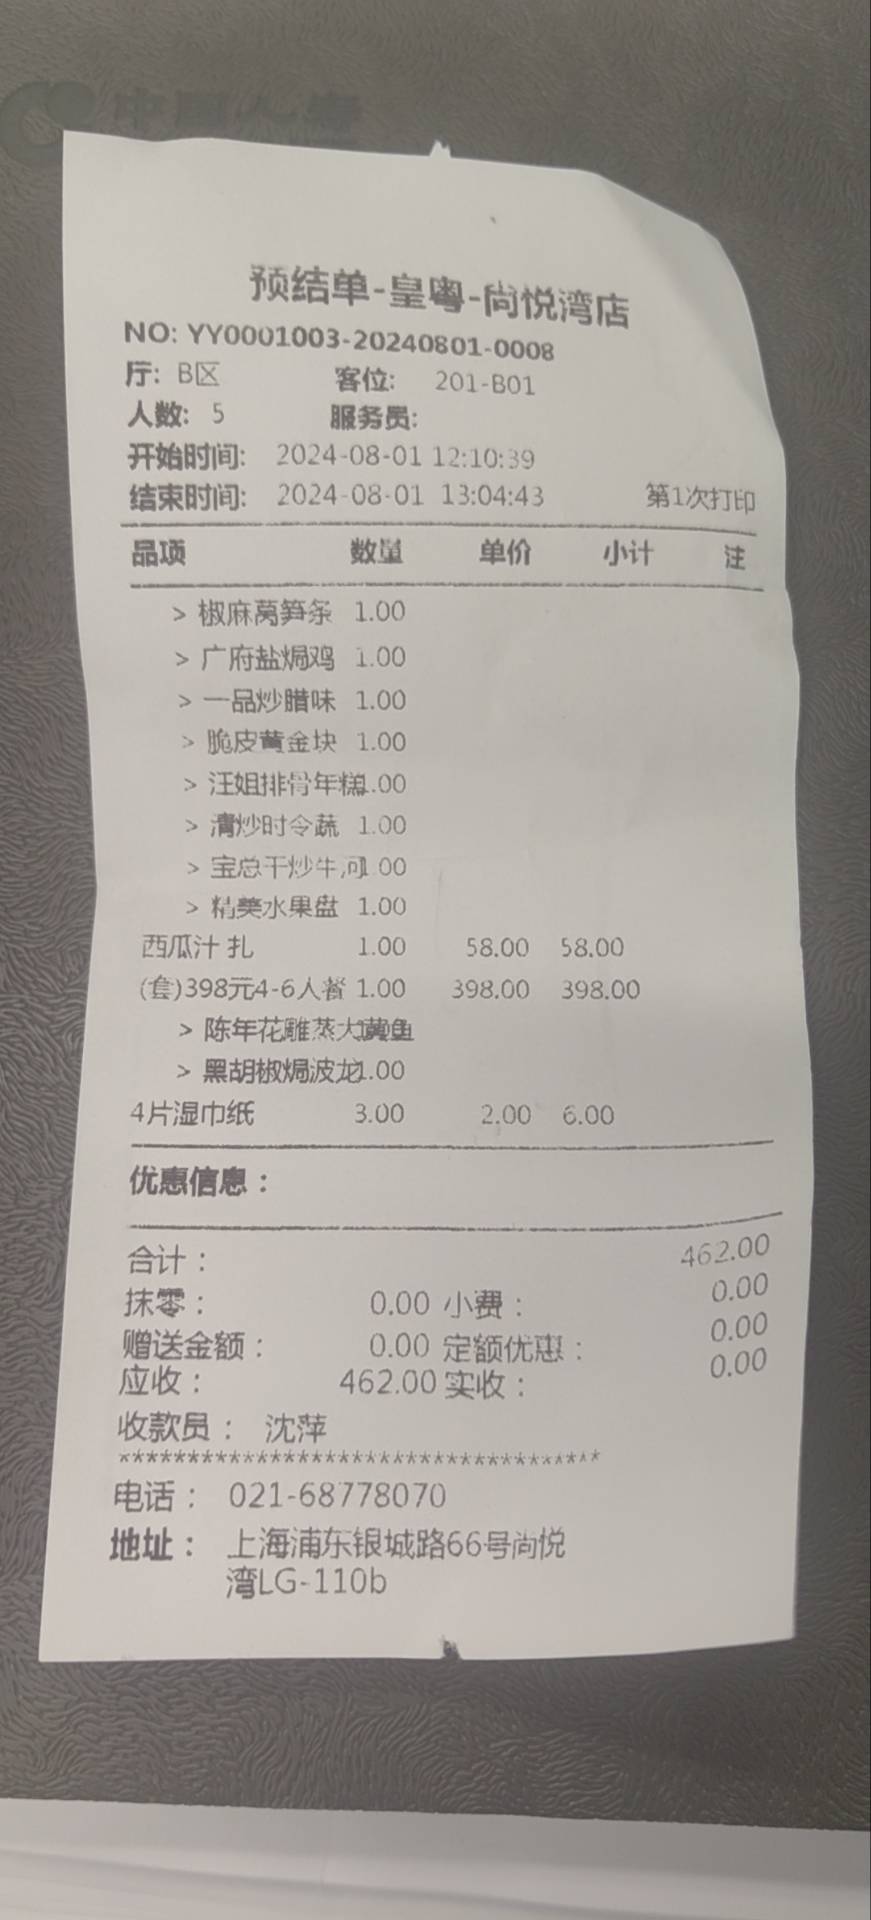 中国人寿
预结单-皇粤-尚悦湾店
NO: YY0001003-20240801-0008
厅: B区 客位: 201-B01
人数: 5 服务员:
开始时间: 2024-08-01 12:10:39
结束时间: 2024-08-01 13:04:43 第1次打印
品项 数量 单价 小计 注
> 椒麻莴笋条 1.00
> 广府盐焗鸡 1.00
> 一品炒腊味 1.00
> 脆皮黄金块 1.00
> 汪姐排骨年糕1.00
> 清炒时令蔬 1.00
> 宝总干炒牛河1.00
> 精美水果盘 1.00
西瓜汁 扎 1.00 58.00 58.00
(套)398元4-6人餐 1.00 398.00 398.00
> 陈年花雕蒸大黄鱼
> 黑胡椒焗波龙1.00
4片湿巾纸 3.00 2.00 6.00
优惠信息：
合计： 462.00
抹零： 0.00 小费： 0.00
赠送金额： 0.00 定额优惠： 0.00
应收： 462.00 实收： 0.00
收款员： 沈萍
***********************************
电话： 021-68778070
地址： 上海浦东银城路66号尚悦
湾LG-110b